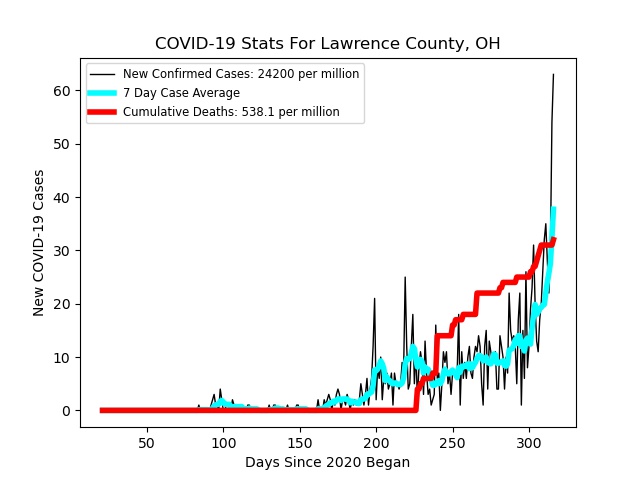 COVID-19 Stats For Lawrence County, OH
New Confirmed Cases: 24200 per million
7 Day Case Average
Cumulative Deaths: 538.1 per million
New COVID-19 Cases
60
50
40
30
20
10
0
50 100 150 200 250 300
Days Since 2020 Began